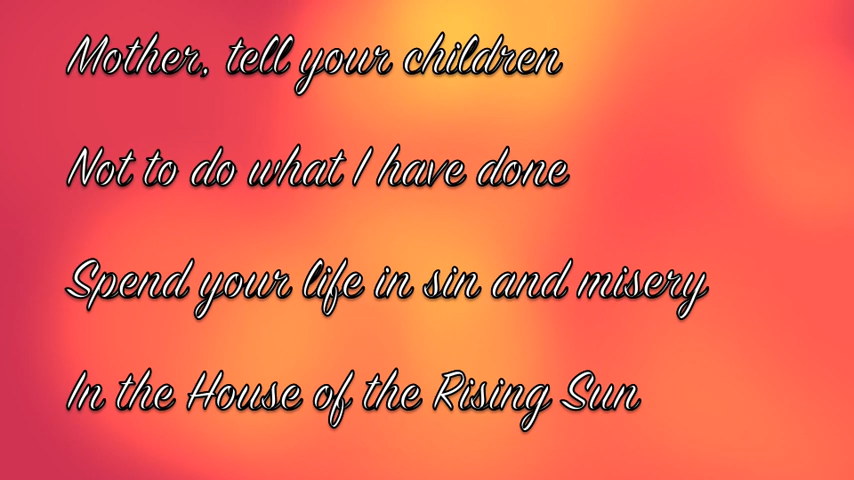 Mother, tell your children
Not to do what I have done
Spend your life in sin and misery
In the House of the Rising Sun